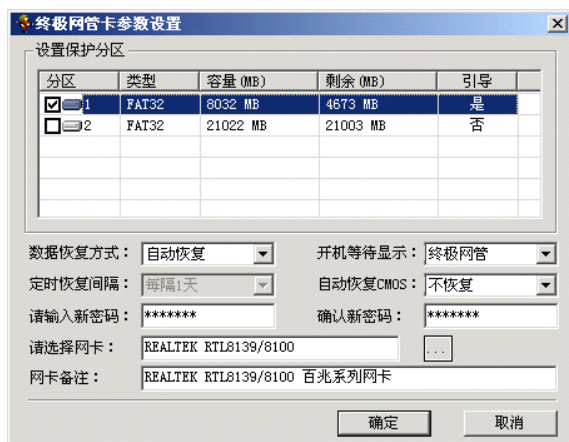 终极网管卡参数设置
设置保护分区
分区 类型 容量(MB) 剩余(MB) 引导
1 FAT32 8032 MB 4673 MB 是
2 FAT32 21022 MB 21003 MB 否
数据恢复方式： 自动恢复 开机等待显示： 终极网管
定时恢复间隔： 每隔1天 自动恢复CMOS： 不恢复
请输入新密码： ******* 确认新密码： *******
请选择网卡： REALTEK RTL8139/8100 ...
网卡备注： REALTEK RTL8139/8100 百兆系列网卡
确定 取消